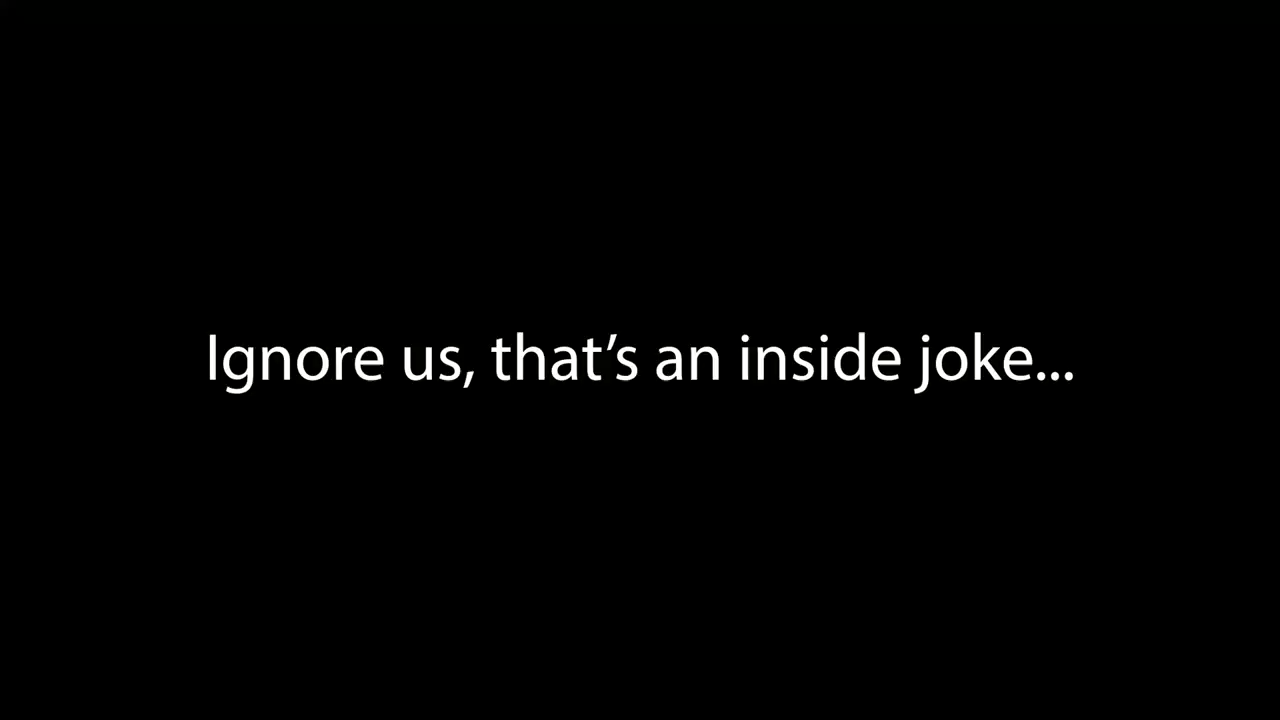 Ignore us, that’s an inside joke...